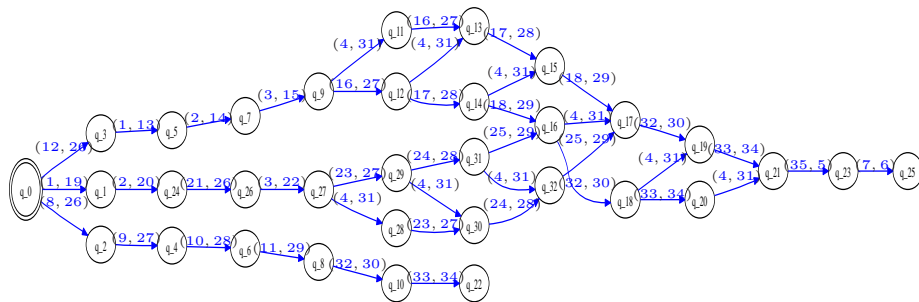 q_11
(16, 27)
q_13
(4, 31)
(4, 31)
(17, 28)
q_15
(3, 15)
q_9
(16, 27)
q_12
(4, 31)
(18, 29)
(2, 14)
q_7
(17, 28)
q_14
(1, 13)
q_5
(18, 29)
q_16
(4, 31)
q_17
(32, 30)
q_3
(12, 20)
(25, 29)
(25, 29)
q_19
(33, 34)
q_0
(1, 19)
q_1
(2, 20)
q_24
(21, 26)
q_26
(3, 22)
q_27
(23, 27)
q_29
(24, 28)
q_31
(4, 31)
q_32
(32, 30)
(4, 31)
(4, 31)
q_21
(35, 5)
q_23
(7, 6)
q_25
(8, 26)
(4, 31)
(4, 31)
(24, 28)
q_18
(33, 34)
q_20
q_28
(23, 27)
q_30
q_2
(9, 27)
q_4
(10, 28)
q_6
(11, 29)
q_8
(32, 30)
q_10
(33, 34)
q_22